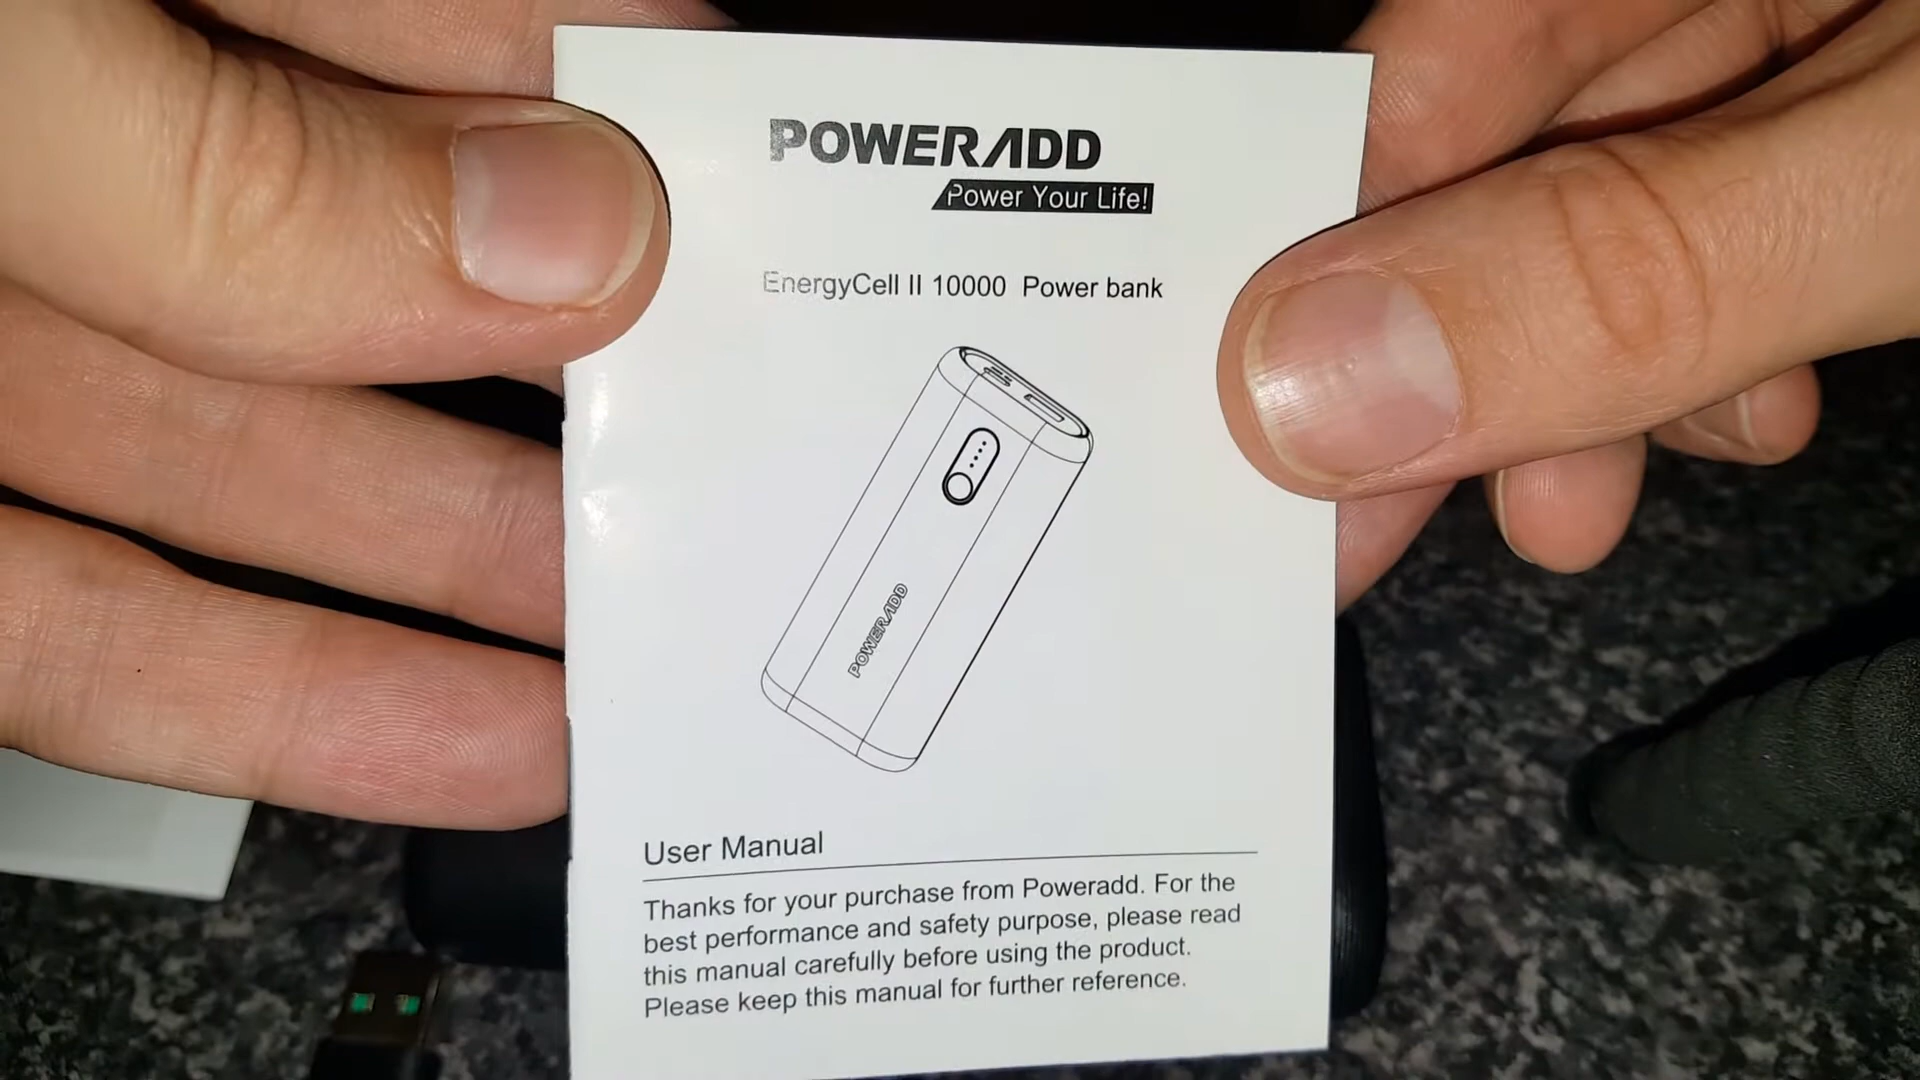 POWERADD
Power Your Life!
EnergyCell II 10000 Power bank
POWERADD
User Manual
Thanks for your purchase from Poweradd. For the
best performance and safety purpose, please read
this manual carefully before using the product.
Please keep this manual for further reference.